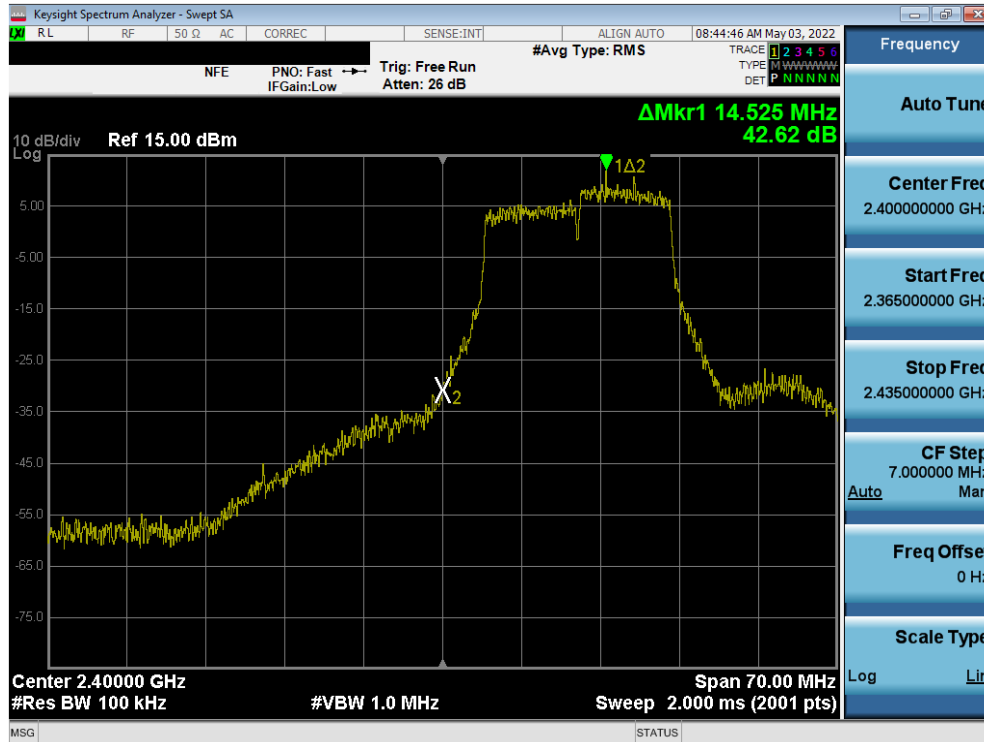 Keysight Spectrum Analyzer - Swept SA
LXI RL RF 50 Ω AC CORREC SENSE:INT ALIGN AUTO 08:44:46 AM May 03, 2022
#Avg Type: RMS TRACE 1 2 3 4 5 6
NFE PNO: Fast Trig: Free Run TYPE M W W W W W
IFGain:Low Atten: 26 dB DET P N N N N N
ΔMkr1 14.525 MHz
42.62 dB
10 dB/div Ref 15.00 dBm
Log
1Δ2
5.00
-5.00
-15.0
-25.0
2
-35.0
-45.0
-55.0
-65.0
-75.0
Center 2.40000 GHz Span 70.00 MHz
#Res BW 100 kHz #VBW 1.0 MHz Sweep 2.000 ms (2001 pts)
MSG STATUS
Frequency
Auto Tune
Center Freq
2.400000000 GHz
Start Freq
2.365000000 GHz
Stop Freq
2.435000000 GHz
CF Step
7.000000 MHz
Auto Man
Freq Offset
0 Hz
Scale Type
Log Lin